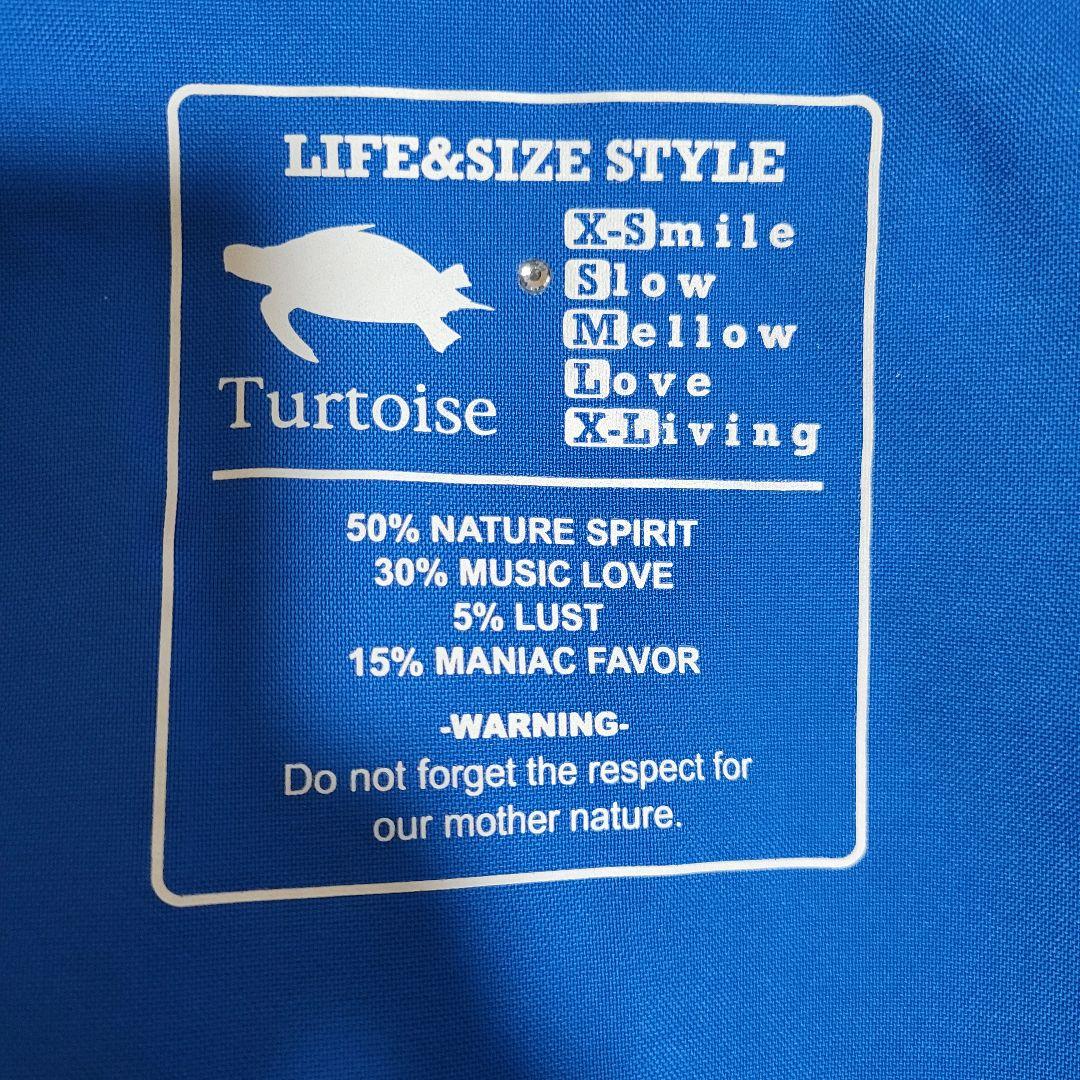 LIFE&SIZE STYLE
Turtoise
X-Smile
Slow
Mellow
Love
X-Living
50% NATURE SPIRIT
30% MUSIC LOVE
5% LUST
15% MANIAC FAVOR
-WARNING-
Do not forget the respect for
our mother nature.